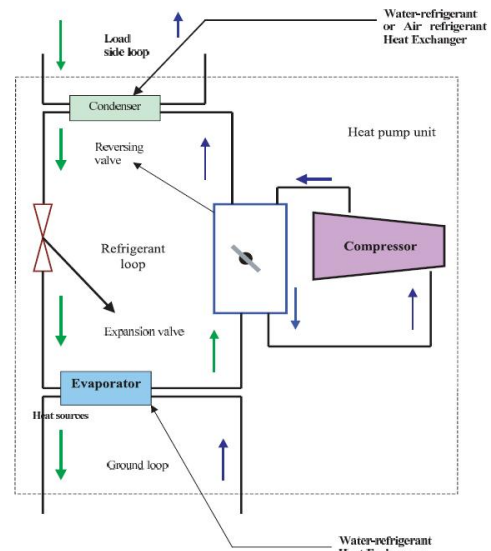 Water-refrigerant
or Air refrigerant
Heat Exchanger
Load
side loop
Condenser
Reversing
valve
Heat pump unit
Compressor
Refrigerant
loop
Expansion valve
Evaporator
Heat sources
Ground loop
Water-refrigerant